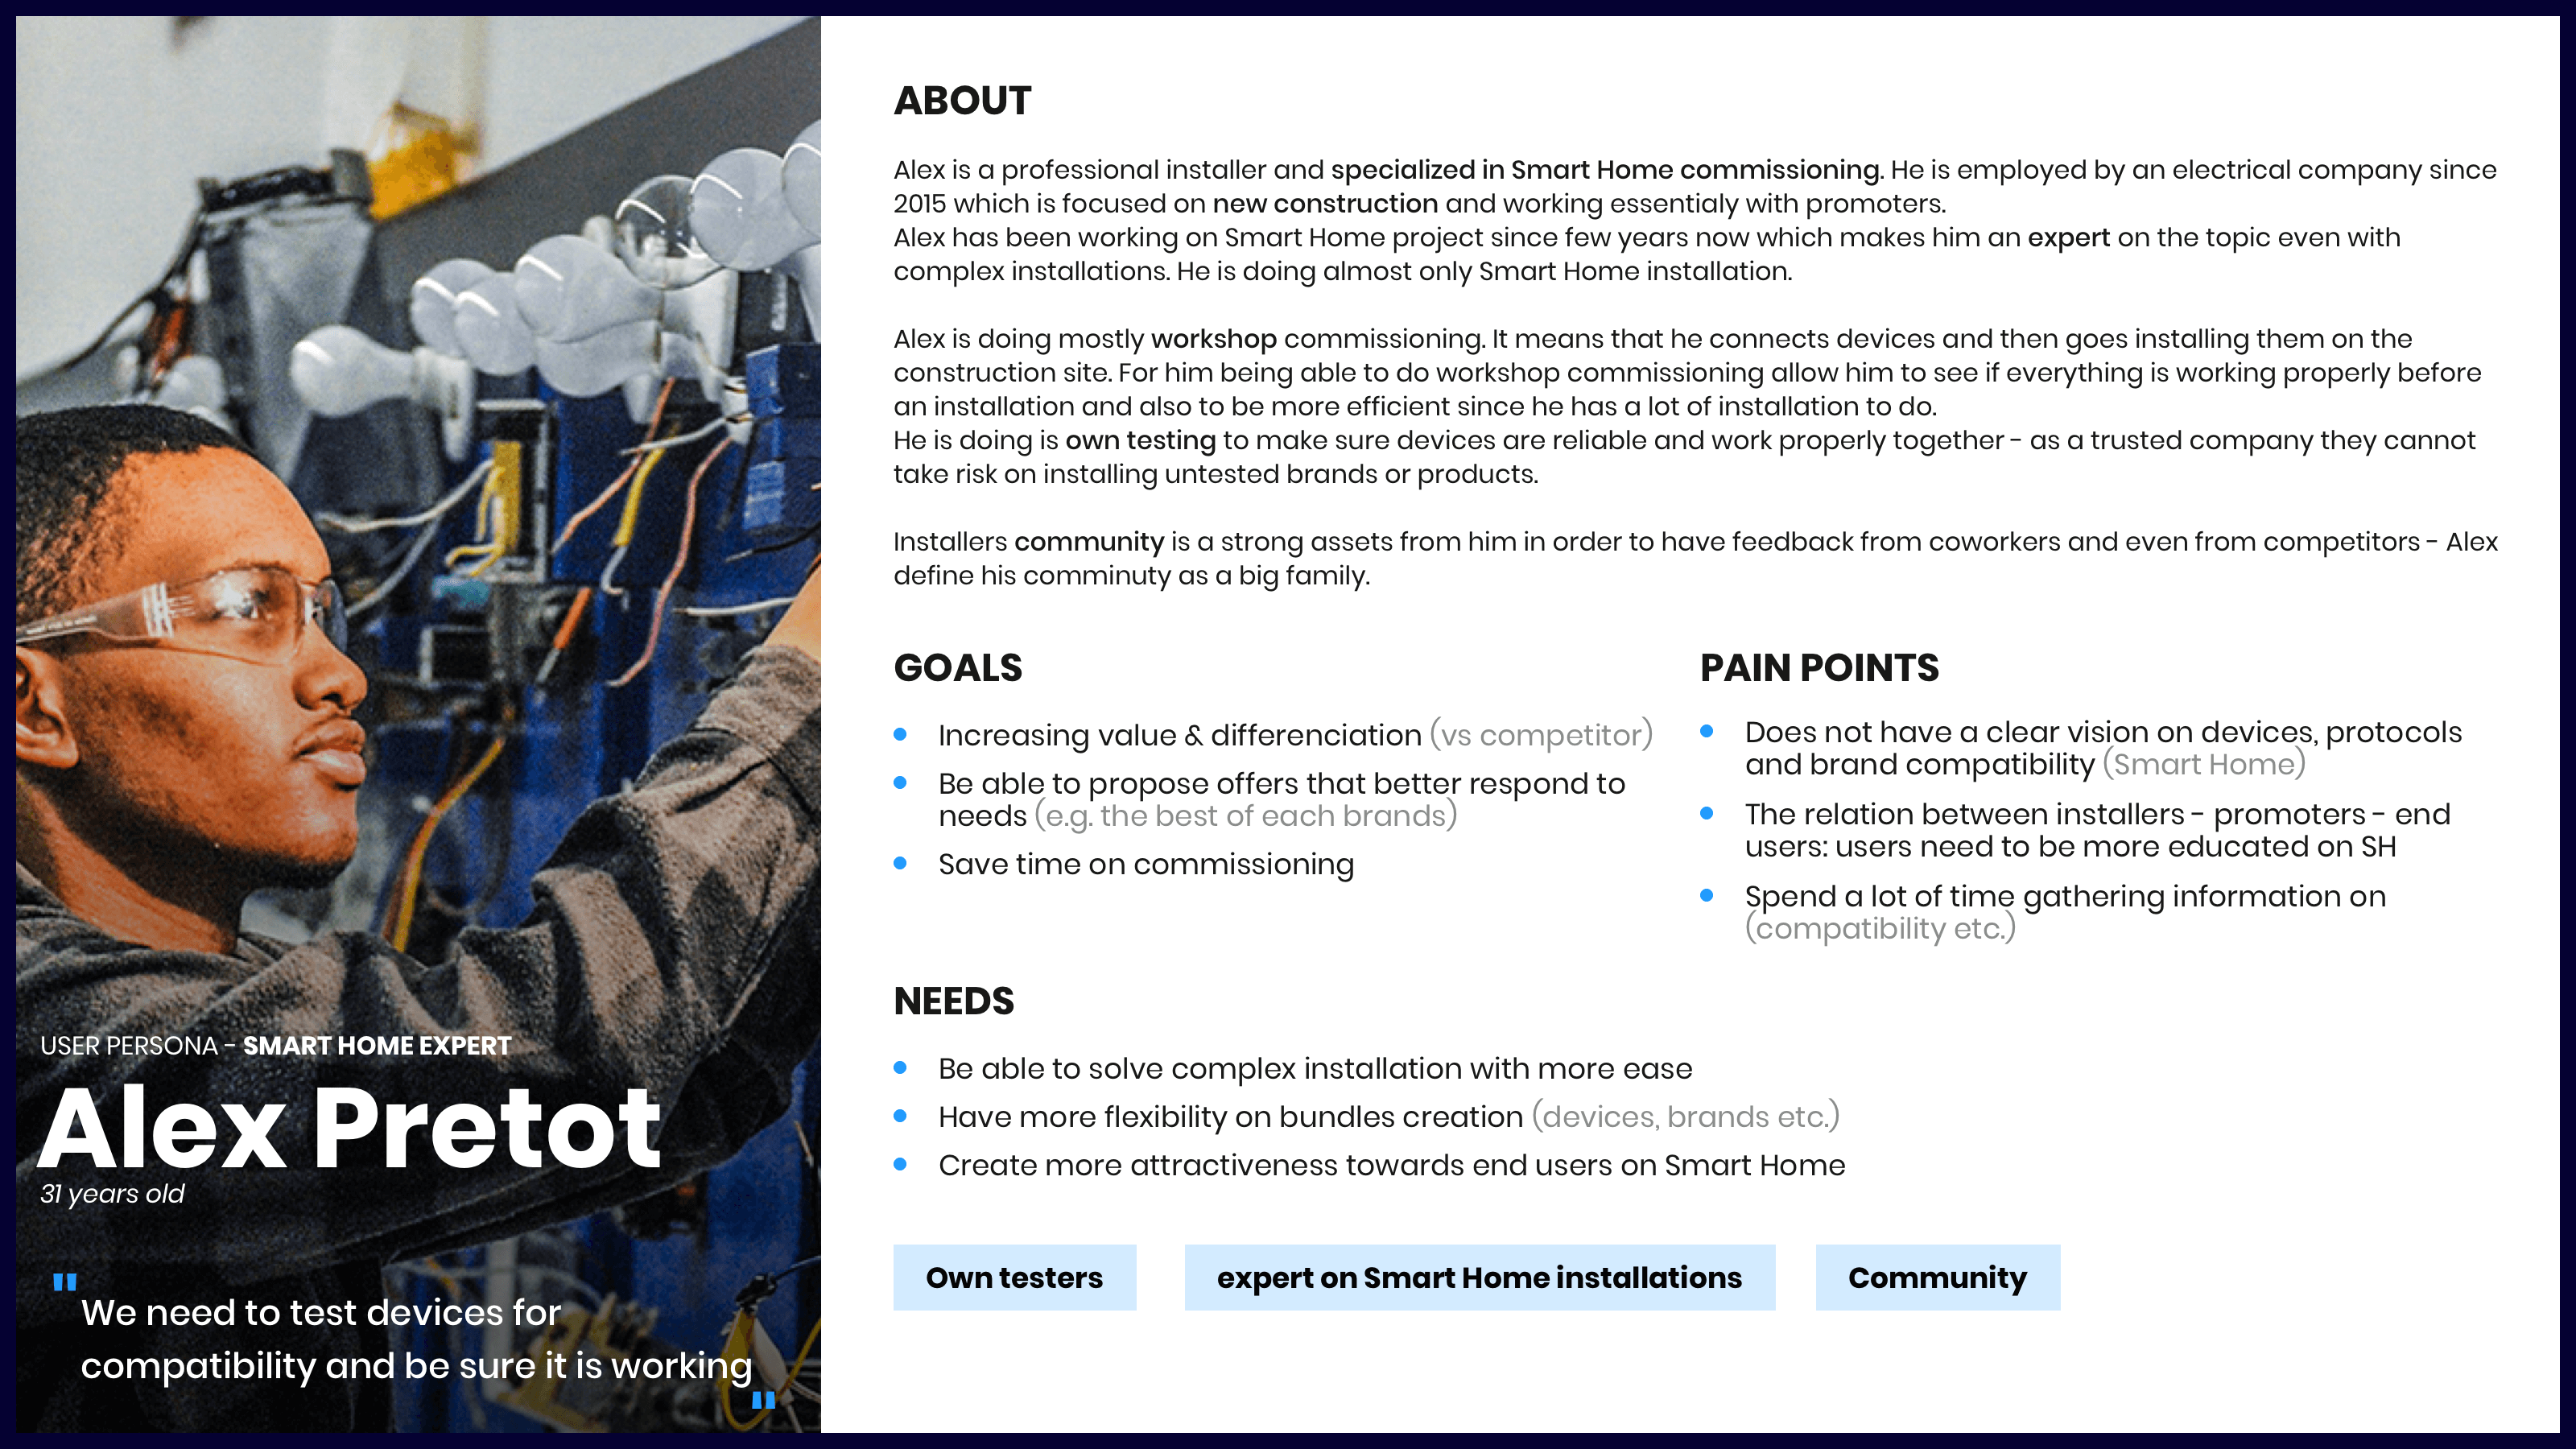 USER PERSONA - SMART HOME EXPERT
Alex Pretot
31 years old
"We need to test devices for
compatibility and be sure it is working"
ABOUT
Alex is a professional installer and specialized in Smart Home commissioning. He is employed by an electrical company since
2015 which is focused on new construction and working essentialy with promoters.
Alex has been working on Smart Home project since few years now which makes him an expert on the topic even with
complex installations. He is doing almost only Smart Home installation.
Alex is doing mostly workshop commissioning. It means that he connects devices and then goes installing them on the
construction site. For him being able to do workshop commissioning allow him to see if everything is working properly before
an installation and also to be more efficient since he has a lot of installation to do.
He is doing is own testing to make sure devices are reliable and work properly together - as a trusted company they cannot
take risk on installing untested brands or products.
Installers community is a strong assets from him in order to have feedback from coworkers and even from competitors - Alex
define his comminuty as a big family.
GOALS
Increasing value & differenciation (vs competitor)
Be able to propose offers that better respond to
needs (e.g. the best of each brands)
Save time on commissioning
PAIN POINTS
Does not have a clear vision on devices, protocols
and brand compatibility (Smart Home)
The relation between installers - promoters - end
users: users need to be more educated on SH
Spend a lot of time gathering information on
(compatibility etc.)
NEEDS
Be able to solve complex installation with more ease
Have more flexibility on bundles creation (devices, brands etc.)
Create more attractiveness towards end users on Smart Home
Own testers
expert on Smart Home installations
Community